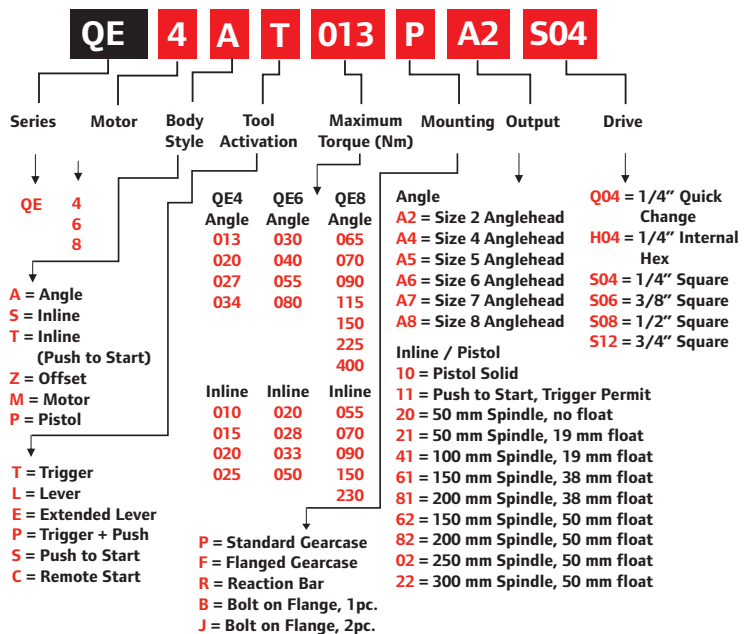 QE 4 A T 013 P A2 S04
Series Motor Body Style Tool Activation Maximum Torque (Nm) Mounting Output Drive
QE
4
6
8
A = Angle
S = Inline
T = Inline
(Push to Start)
Z = Offset
M = Motor
P = Pistol
T = Trigger
L = Lever
E = Extended Lever
P = Trigger + Push
S = Push to Start
C = Remote Start
QE4 QE6 QE8
Angle Angle Angle
013 030 065
020 040 070
027 055 090
034 080 115
150
225
400
Inline Inline Inline
010 020 055
015 028 070
020 033 090
025 050 150
230
P = Standard Gearcase
F = Flanged Gearcase
R = Reaction Bar
B = Bolt on Flange, 1pc.
J = Bolt on Flange, 2pc.
Angle
A2 = Size 2 Anglehead
A4 = Size 4 Anglehead
A5 = Size 5 Anglehead
A6 = Size 6 Anglehead
A7 = Size 7 Anglehead
A8 = Size 8 Anglehead
Inline / Pistol
10 = Pistol Solid
11 = Push to Start, Trigger Permit
20 = 50 mm Spindle, no float
21 = 50 mm Spindle, 19 mm float
41 = 100 mm Spindle, 19 mm float
61 = 150 mm Spindle, 38 mm float
81 = 200 mm Spindle, 38 mm float
62 = 150 mm Spindle, 50 mm float
82 = 200 mm Spindle, 50 mm float
02 = 250 mm Spindle, 50 mm float
22 = 300 mm Spindle, 50 mm float
Q04 = 1/4″ Quick
Change
H04 = 1/4″ Internal
Hex
S04 = 1/4″ Square
S06 = 3/8″ Square
S08 = 1/2″ Square
S12 = 3/4″ Square